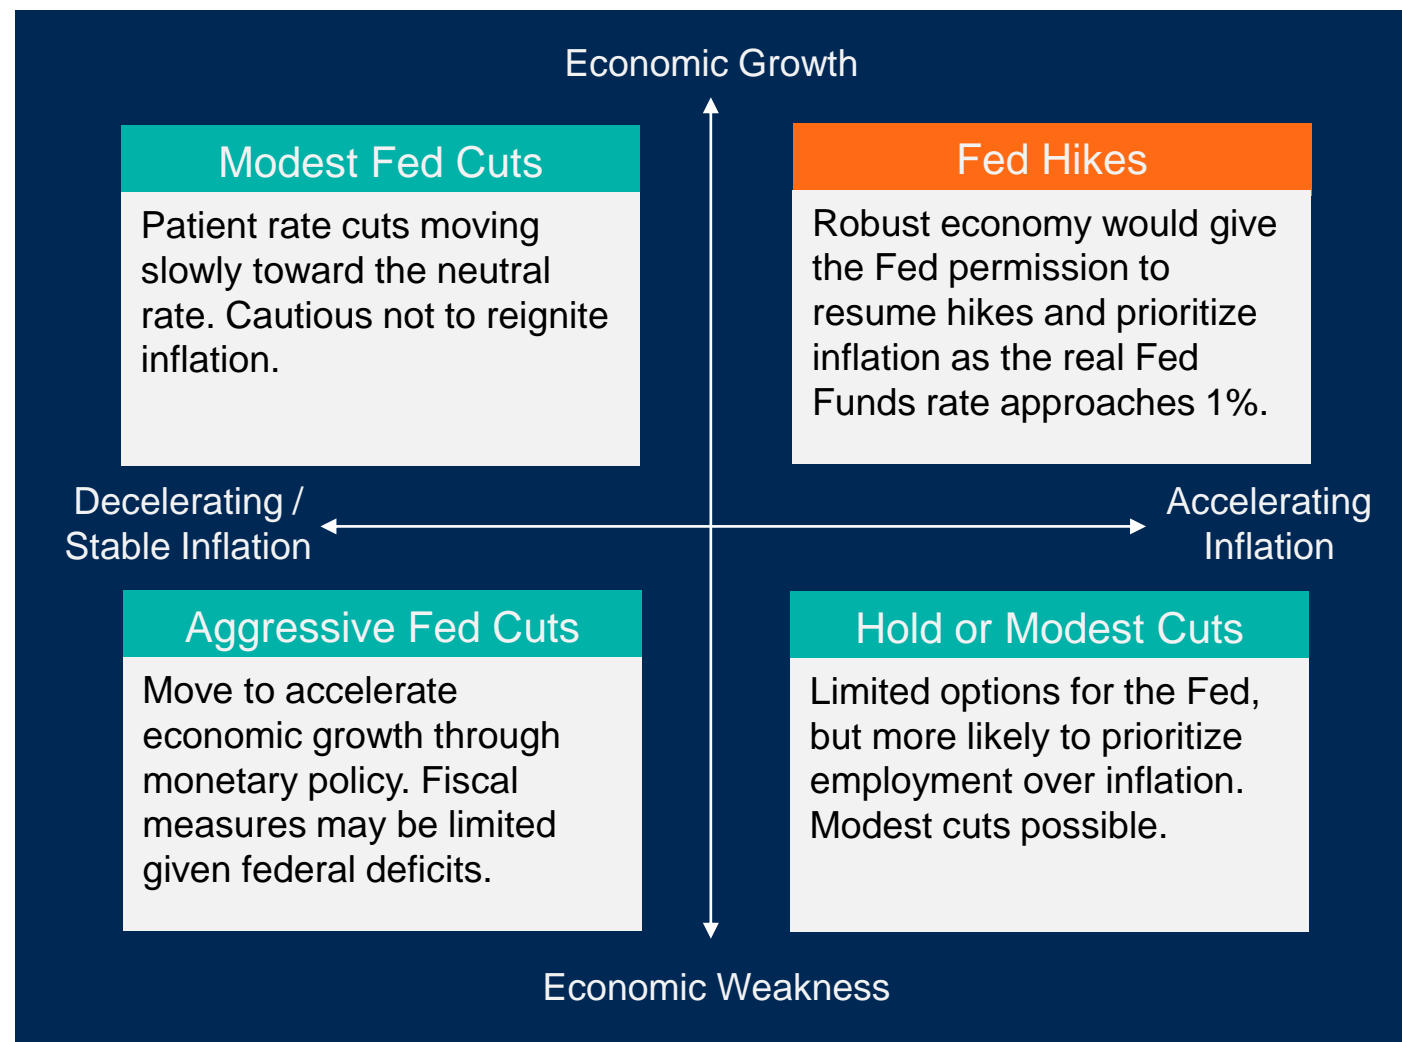 Economic Growth
Modest Fed Cuts
Patient rate cuts moving
slowly toward the neutral
rate. Cautious not to reignite
inflation.
Fed Hikes
Robust economy would give
the Fed permission to
resume hikes and prioritize
inflation as the real Fed
Funds rate approaches 1%.
Decelerating /
Stable Inflation
Accelerating
Inflation
Aggressive Fed Cuts
Move to accelerate
economic growth through
monetary policy. Fiscal
measures may be limited
given federal deficits.
Hold or Modest Cuts
Limited options for the Fed,
but more likely to prioritize
employment over inflation.
Modest cuts possible.
Economic Weakness